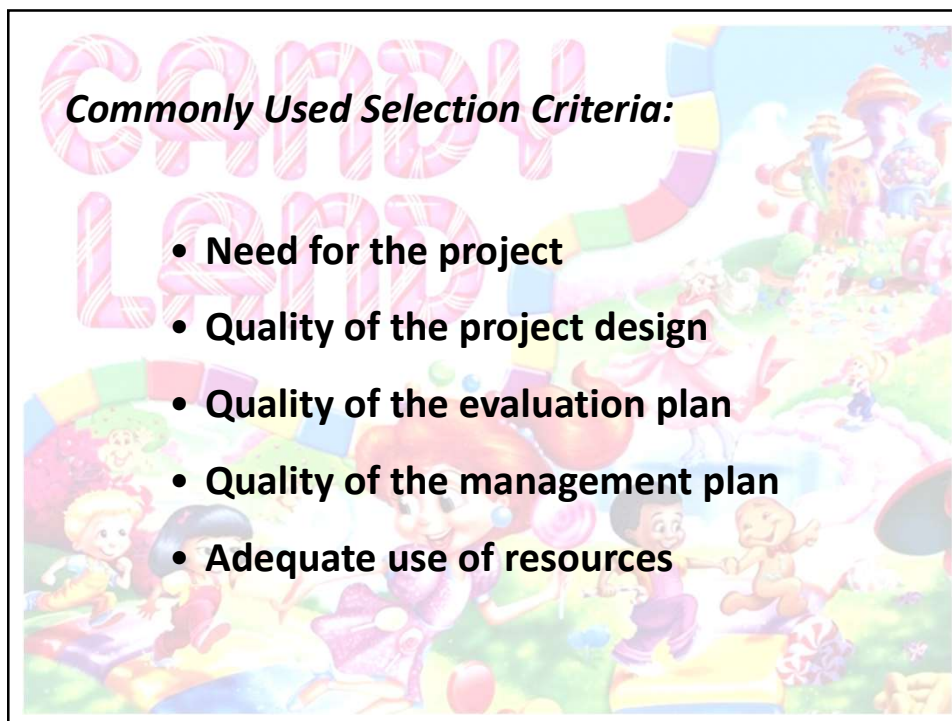 CANDY
LAND
Commonly Used Selection Criteria:
• Need for the project
• Quality of the project design
• Quality of the evaluation plan
• Quality of the management plan
• Adequate use of resources